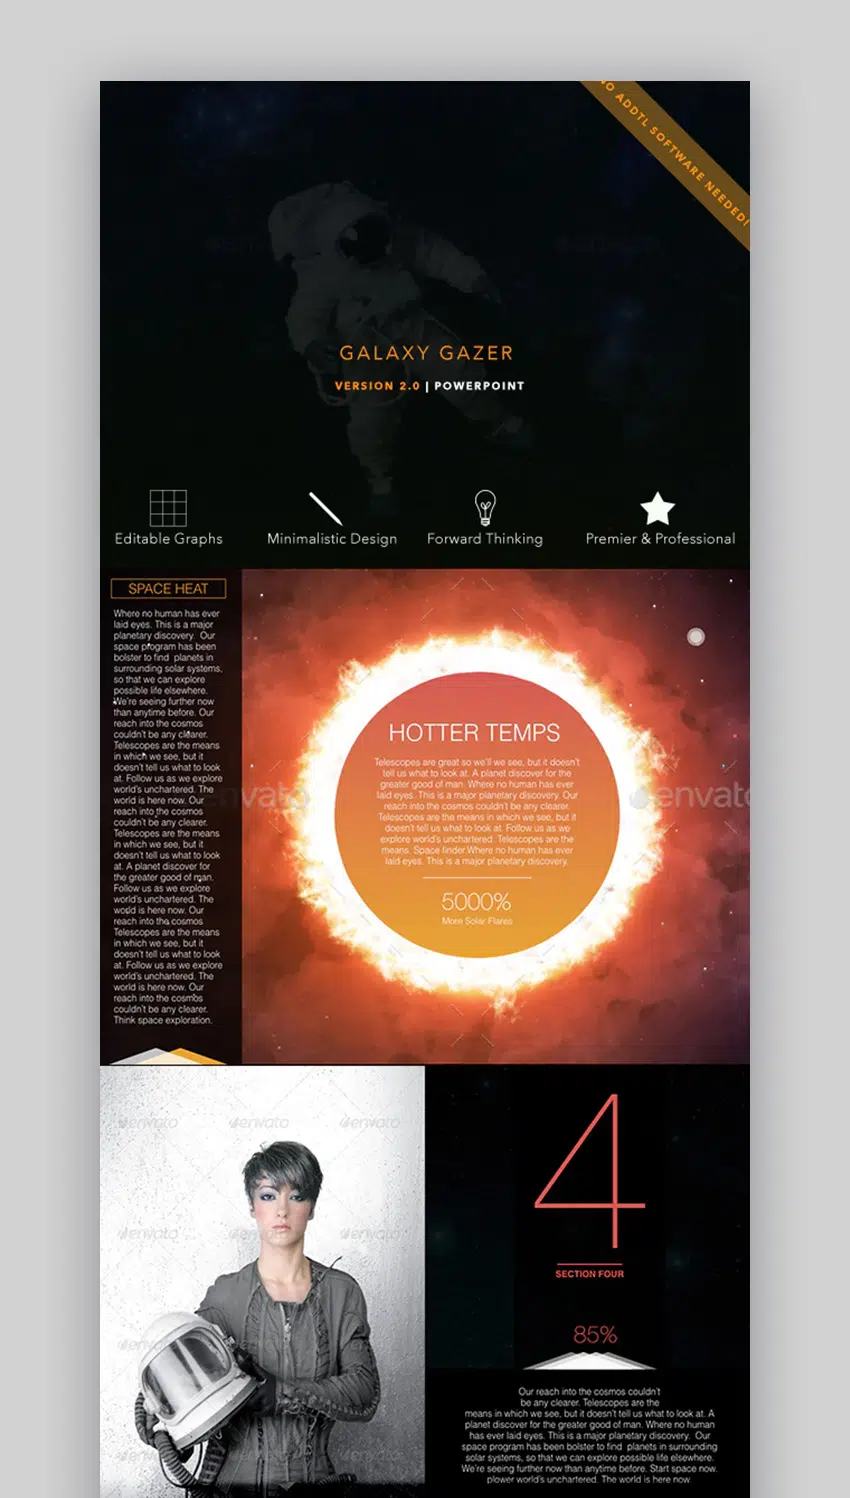 NO ADDTL SOFTWARE NEEDED!
GALAXY GAZER
VERSION 2.0 | POWERPOINT
Editable Graphs
Minimalistic Design
Forward Thinking
Premier & Professional
SPACE HEAT
Where no human has ever
laid eyes. This is a major
planetary discovery. Our
space program has been
bolster to find planets in
surrounding solar systems,
so that we can explore
possible life elsewhere.
We're seeing further now
than anytime before. Our
reach into the cosmos
couldn't be any clearer.
Telescopes are the means
in which we see, but it
doesn't tell us what to look
at. Follow us as we explore
world's unchartered. The
world is here now. Our
reach into the cosmos
couldn't be any clearer.
Telescopes are the means
in which we see, but it
doesn't tell us what to look
at. A planet discover for
the greater good of man.
Follow us as we explore
world's unchartered. The
world is here now. Our
reach into the cosmos
Telescopes are the means
in which we see, but it
doesn't tell us what to look
at. Follow us as we explore
world's unchartered. The
world is here now. Our
reach into the cosmos
couldn't be any clearer.
Think space exploration.
HOTTER TEMPS
Telescopes are great so we'll we see, but it doesn't
tell us what to look at. A planet discover for the
greater good of man. Where no human has ever
laid eyes. This is a major planetary discovery. Our
reach into the cosmos couldn't be any clearer.
Telescopes are the means in which we see, but it
doesn't tell us what to look at. Follow us as we
explore world's unchartered. Telescopes are the
means. Space finder.Where no human has ever
laid eyes. This is a major planetary discovery.
5000%
More Solar Flares
envato
envato
envato
envato
envato
envato
envato
envato
4
SECTION FOUR
85%
Our reach into the cosmos couldn't
be any clearer. Telescopes are the
means in which we see, but it doesn't tell us what to look at. A
planet discover for the greater good of man. Where no human
has ever laid eyes. This is a major planetary discovery. Our
space program has been bolster to find planets in surrounding
solar systems, so that we can explore possible life elsewhere.
We're seeing further now than anytime before. Start space now.
plower world's unchartered. The world is here now.